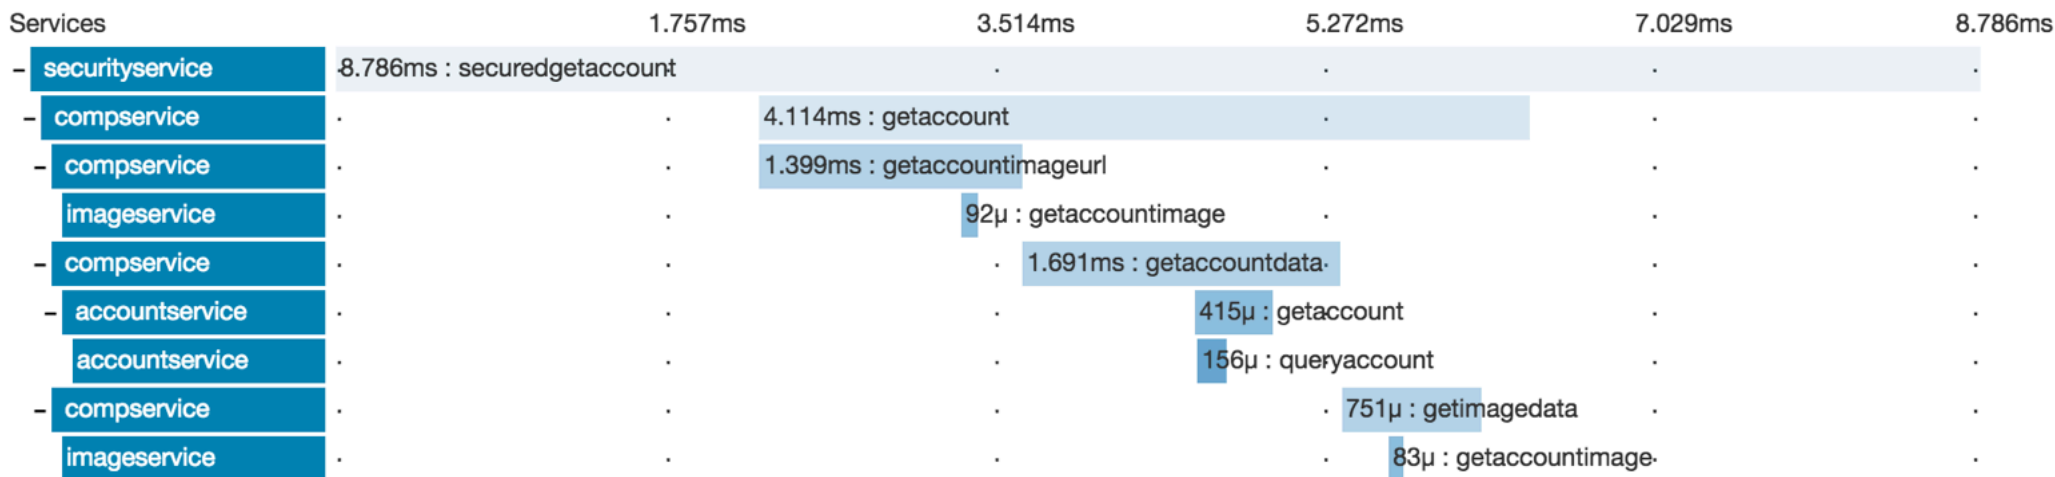 Services 1.757ms 3.514ms 5.272ms 7.029ms 8.786ms
– securityservice 8.786ms : securedgetaccount
– compservice 4.114ms : getaccount
– compservice 1.399ms : getaccountimageurl
imageservice 92μ : getaccountimage
– compservice 1.691ms : getaccountdata
– accountservice 415μ : getaccount
accountservice 156μ : queryaccount
– compservice 751μ : getimagedata
imageservice 83μ : getaccountimage